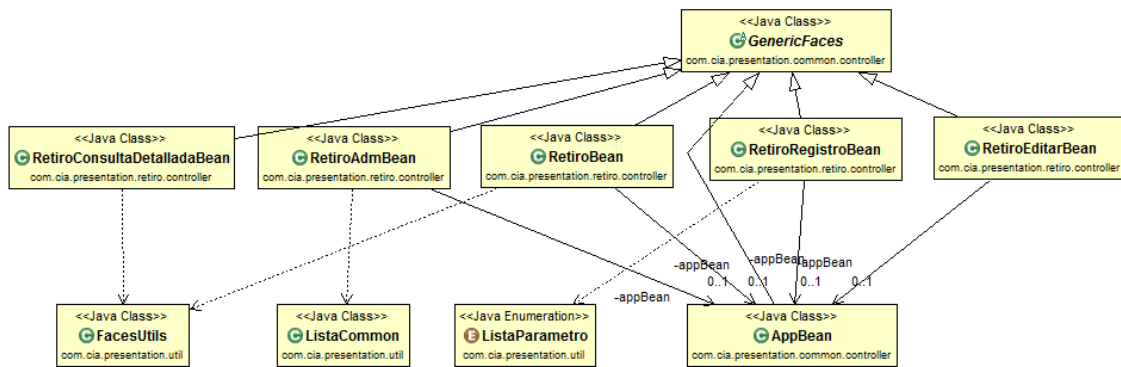 <<Java Class>>
GenericFaces
com.cia.presentation.common.controller
<<Java Class>>
RetiroConsultaDetalladaBean
com.cia.presentation.retiro.controller
<<Java Class>>
RetiroAdmBean
com.cia.presentation.retiro.controller
<<Java Class>>
RetiroBean
com.cia.presentation.retiro.controller
<<Java Class>>
RetiroRegistroBean
com.cia.presentation.retiro.controller
<<Java Class>>
RetiroEditarBean
com.cia.presentation.retiro.controller
-appBean
-appBean
-appBean
0..1
0..1
0..1
0..1
-appBean
<<Java Class>>
FacesUtils
com.cia.presentation.util
<<Java Class>>
ListaCommon
com.cia.presentation.util
<<Java Enumeration>>
ListaParametro
com.cia.presentation.util
<<Java Class>>
AppBean
com.cia.presentation.common.controller